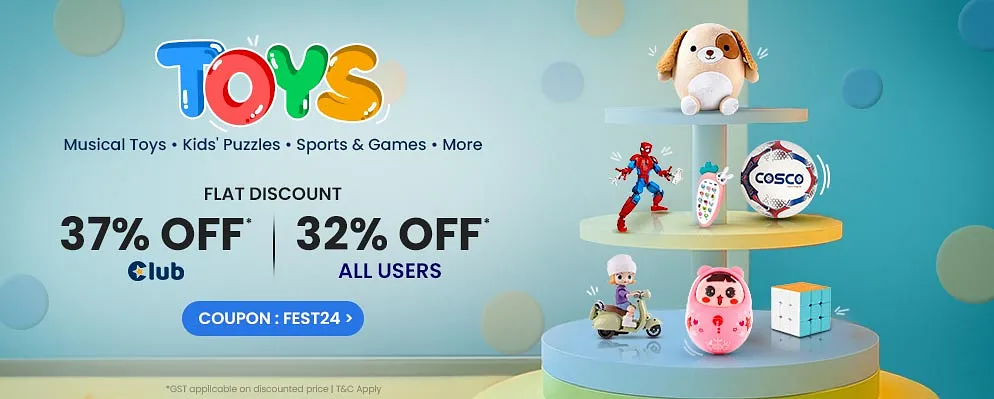 TOYS
Musical Toys • Kids' Puzzles • Sports & Games • More
FLAT DISCOUNT
37% OFF*
Club
32% OFF*
ALL USERS
COUPON : FEST24 >
*GST applicable on discounted price | T&C Apply
COSCO